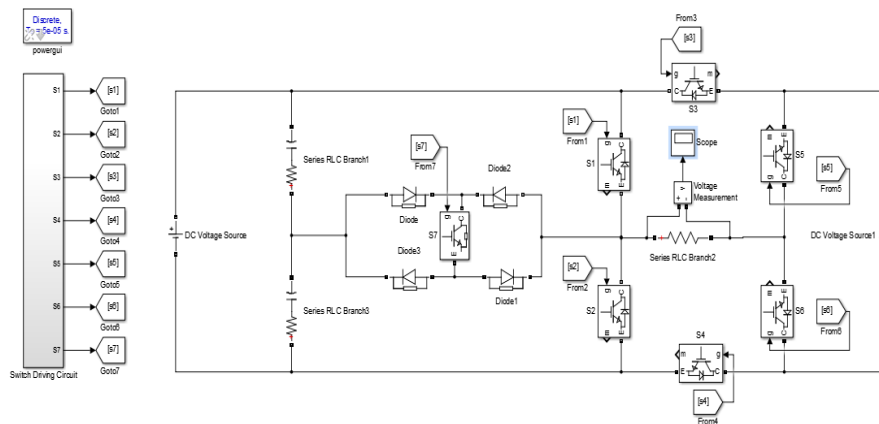 Discrete,
5e-05 s.
powergui
S1
S2
S3
S4
S5
S6
S7
Switch Driving Circuit
[s1]
Goto1
[s2]
Goto2
[s3]
Goto3
[s4]
Goto4
[s5]
Goto5
[s6]
Goto6
[s7]
Goto7
+
DC Voltage Source
Series RLC Branch1
+
Series RLC Branch3
+
Diode
Diode2
Diode3
Diode1
[s7]
From7
g
C
E
S7
[s1]
From1
g
C
E
m
S1
[s2]
From2
g
C
E
m
S2
From3
[s3]
g
m
C
E
S3
Scope
v
+ -
Voltage
Measurement
+
Series RLC Branch2
S4
m
g
E
C
[s4]
From4
m
E
g
C
S5
[s5]
From5
m
E
g
C
S6
[s6]
From6
DC Voltage Source1